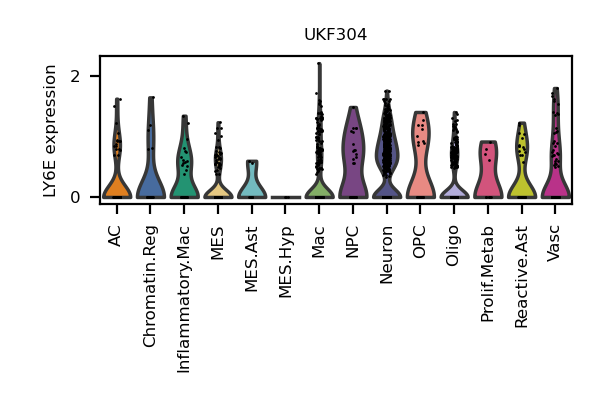 UKF304
LY6E expression
2
0
AC
Chromatin.Reg
Inflammatory.Mac
MES
MES.Ast
MES.Hyp
Mac
NPC
Neuron
OPC
Oligo
Prolif.Metab
Reactive.Ast
Vasc